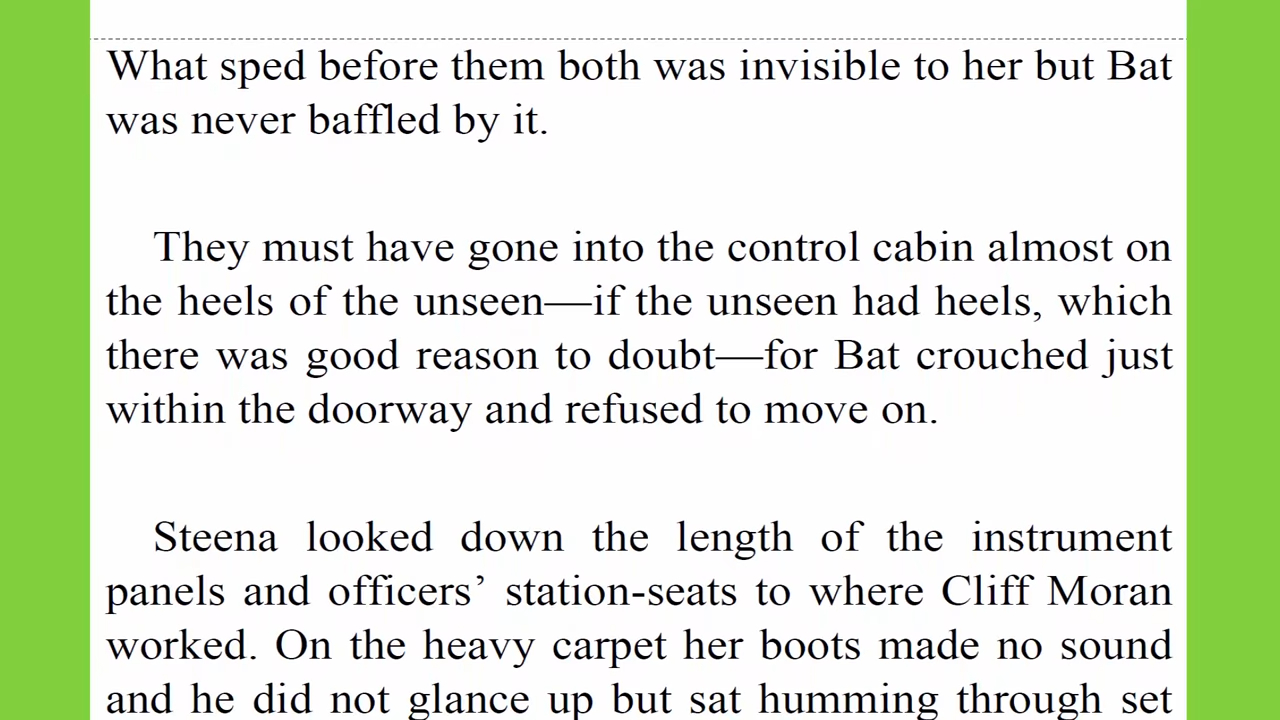 What sped before them both was invisible to her but Bat
was never baffled by it.
They must have gone into the control cabin almost on
the heels of the unseen—if the unseen had heels, which
there was good reason to doubt—for Bat crouched just
within the doorway and refused to move on.
Steena looked down the length of the instrument
panels and officers’ station-seats to where Cliff Moran
worked. On the heavy carpet her boots made no sound
and he did not glance up but sat humming through set